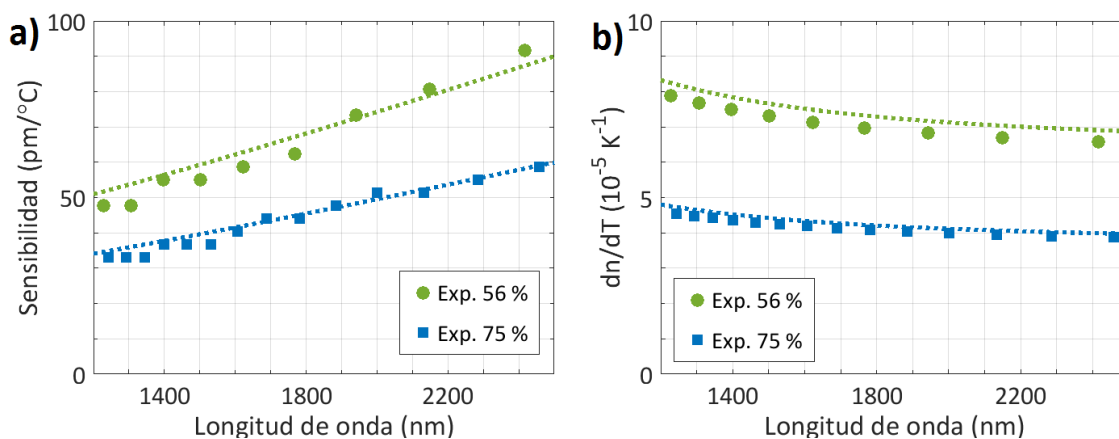 a)
Sensibilidad (pm/°C)
100
50
0
1400
1800
2200
Longitud de onda (nm)
Exp. 56 %
Exp. 75 %
b)
dn/dT (10⁻⁵ K⁻¹)
10
5
0
1400
1800
2200
Longitud de onda (nm)
Exp. 56 %
Exp. 75 %